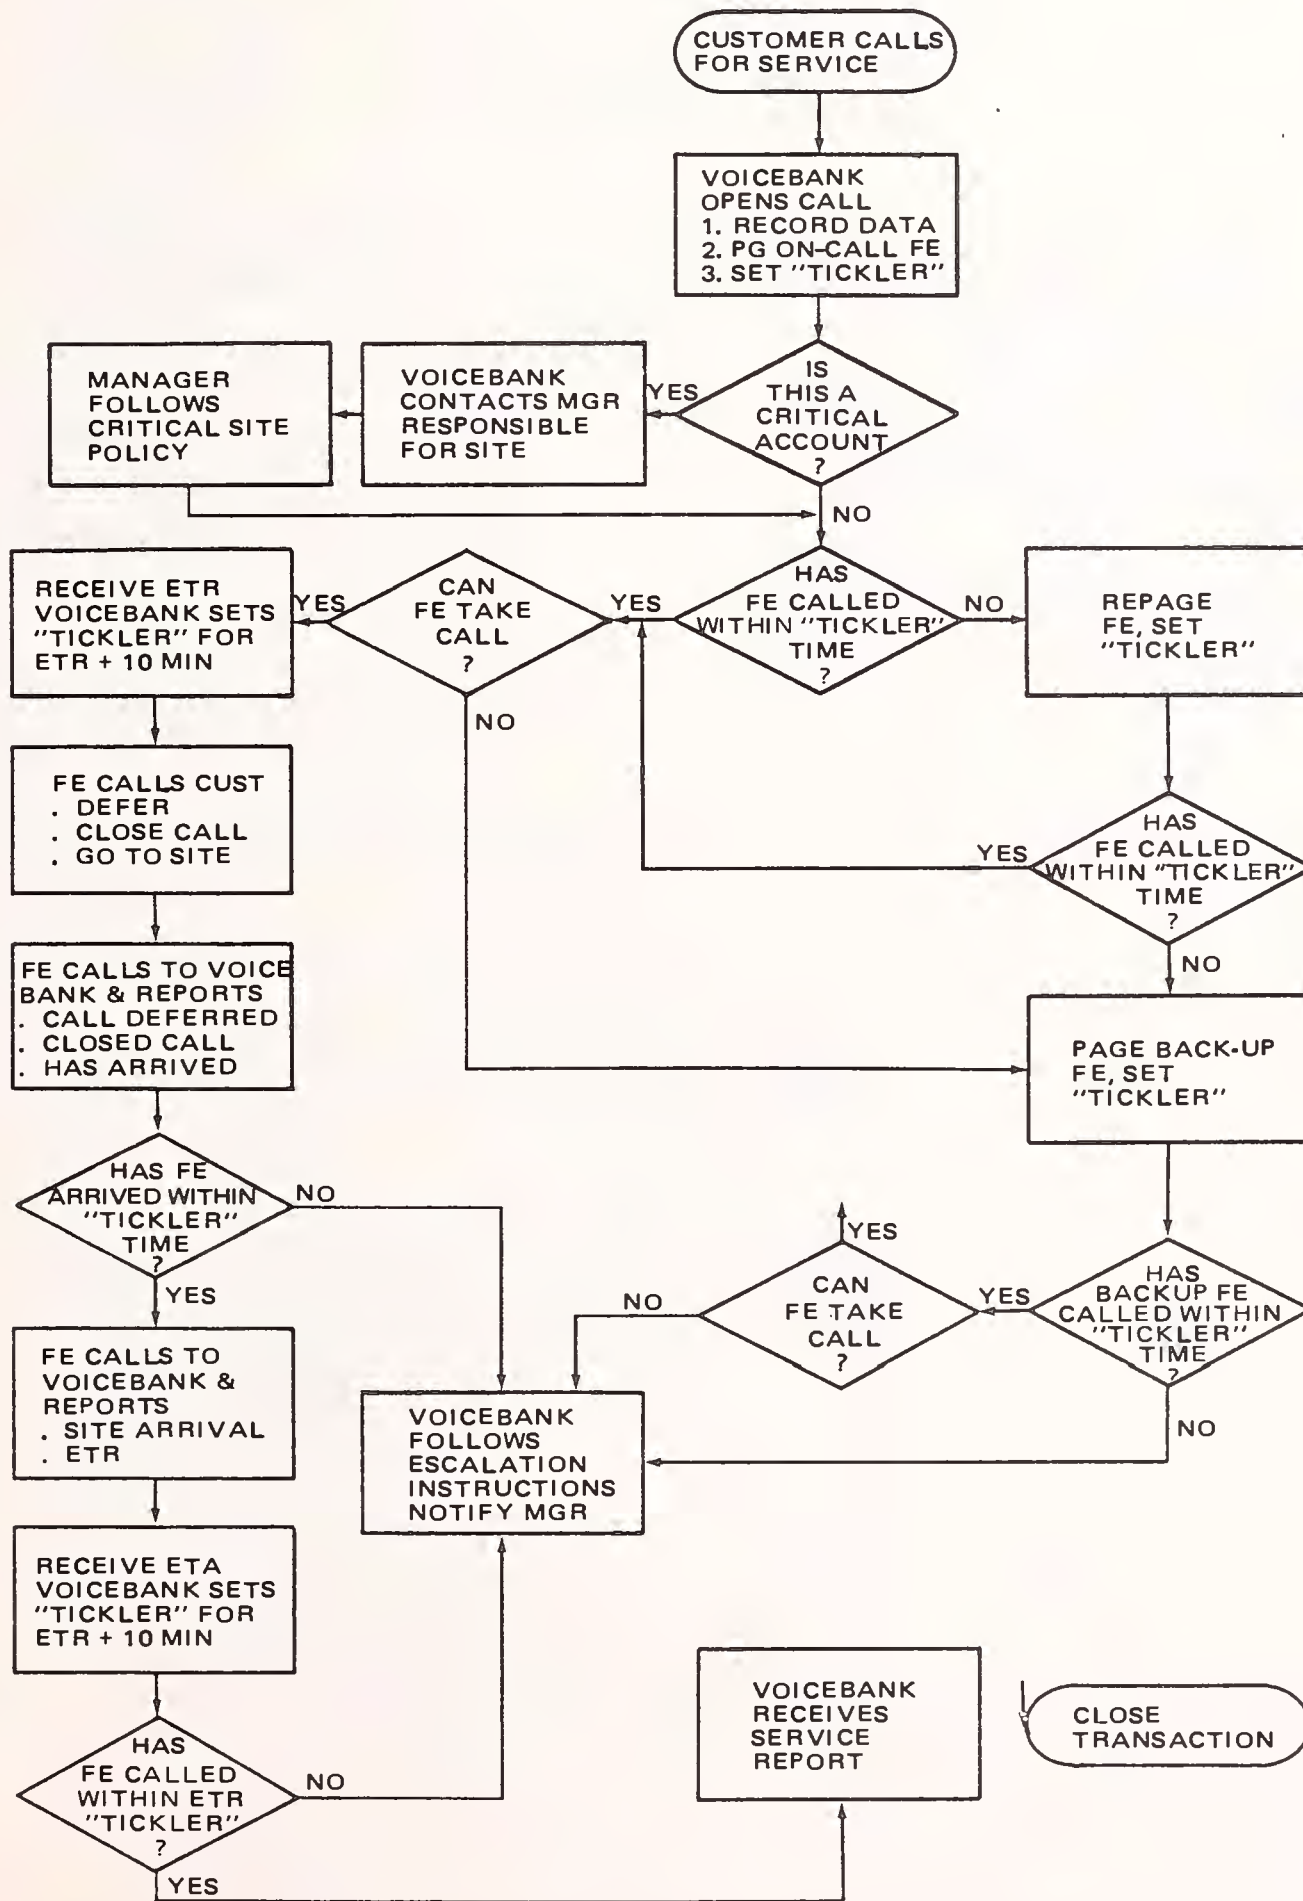 CUSTOMER CALLS
FOR SERVICE
VOICEBANK
OPENS CALL
1. RECORD DATA
2. PG ON-CALL FE
3. SET "TICKLER"
IS
THIS A
CRITICAL
ACCOUNT
?
YES
VOICEBANK
CONTACTS MGR
RESPONSIBLE
FOR SITE
MANAGER
FOLLOWS
CRITICAL SITE
POLICY
NO
HAS
FE CALLED
WITHIN "TICKLER"
TIME
?
NO
REPAGE
FE, SET
"TICKLER"
YES
CAN
FE TAKE
CALL
?
YES
RECEIVE ETR
VOICEBANK SETS
"TICKLER" FOR
ETR + 10 MIN
NO
FE CALLS CUST
. DEFER
. CLOSE CALL
. GO TO SITE
HAS
FE CALLED
WITHIN "TICKLER"
TIME
?
YES
NO
FE CALLS TO VOICE
BANK & REPORTS
. CALL DEFERRED
. CLOSED CALL
. HAS ARRIVED
PAGE BACK-UP
FE, SET
"TICKLER"
HAS FE
ARRIVED WITHIN
"TICKLER"
TIME
?
NO
YES
HAS
BACKUP FE
CALLED WITHIN
"TICKLER"
TIME
?
YES
NO
CAN
FE TAKE
CALL
?
YES
NO
FE CALLS TO
VOICEBANK &
REPORTS
. SITE ARRIVAL
. ETR
VOICEBANK
FOLLOWS
ESCALATION
INSTRUCTIONS
NOTIFY MGR
RECEIVE ETA
VOICEBANK SETS
"TICKLER" FOR
ETR + 10 MIN
HAS
FE CALLED
WITHIN ETR
"TICKLER"
?
NO
YES
VOICEBANK
RECEIVES
SERVICE
REPORT
CLOSE
TRANSACTION